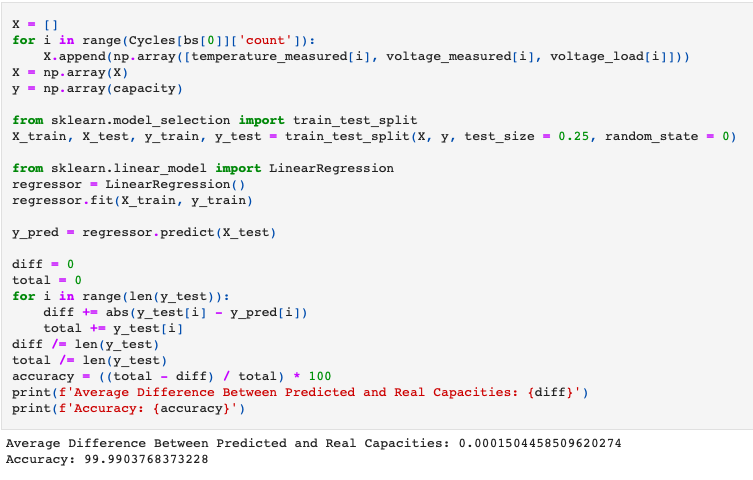 X = []
for i in range(Cycles[bs[0]]['count']):
    X.append(np.array([temperature_measured[i], voltage_measured[i], voltage_load[i]]))
X = np.array(X)
y = np.array(capacity)

from sklearn.model_selection import train_test_split
X_train, X_test, y_train, y_test = train_test_split(X, y, test_size = 0.25, random_state = 0)

from sklearn.linear_model import LinearRegression
regressor = LinearRegression()
regressor.fit(X_train, y_train)

y_pred = regressor.predict(X_test)

diff = 0
total = 0
for i in range(len(y_test)):
    diff += abs(y_test[i] - y_pred[i])
    total += y_test[i]
diff /= len(y_test)
total /= len(y_test)
accuracy = ((total - diff) / total) * 100
print(f'Average Difference Between Predicted and Real Capacities: {diff}')
print(f'Accuracy: {accuracy}')
Average Difference Between Predicted and Real Capacities: 0.0001504458509620274
Accuracy: 99.9903768373228